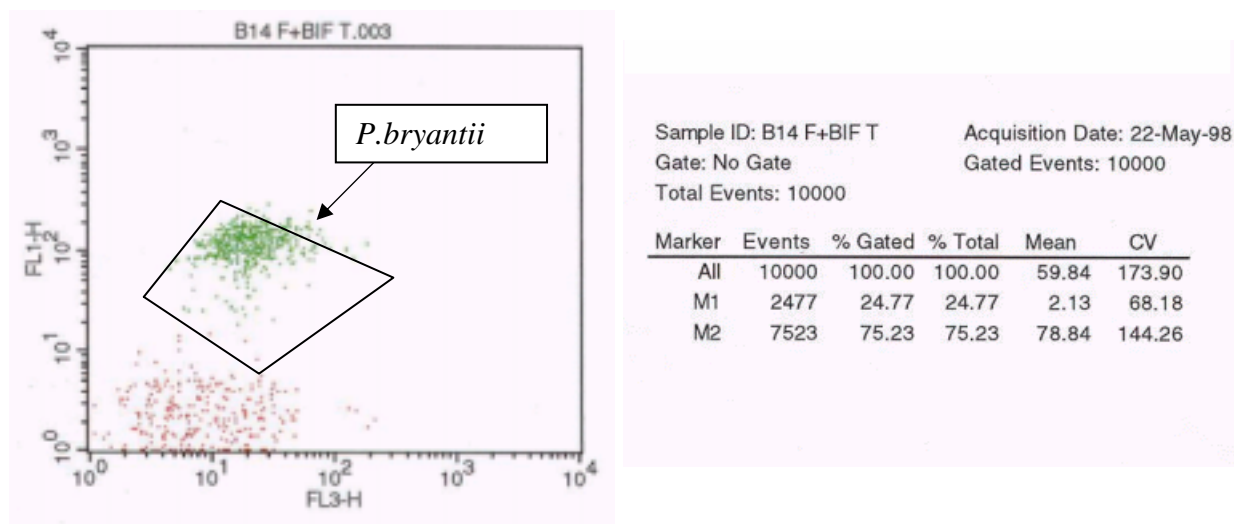 B14 F+BIF T.003
10^4
10^3
10^2
10^1
10^0
FL1-H
P.bryantii
10^0 10^1 10^2 10^3 10^4
FL3-H
Sample ID: B14 F+BIF T Acquisition Date: 22-May-98
Gate: No Gate Gated Events: 10000
Total Events: 10000
Marker Events % Gated % Total Mean CV
All 10000 100.00 100.00 59.84 173.90
M1 2477 24.77 24.77 2.13 68.18
M2 7523 75.23 75.23 78.84 144.26